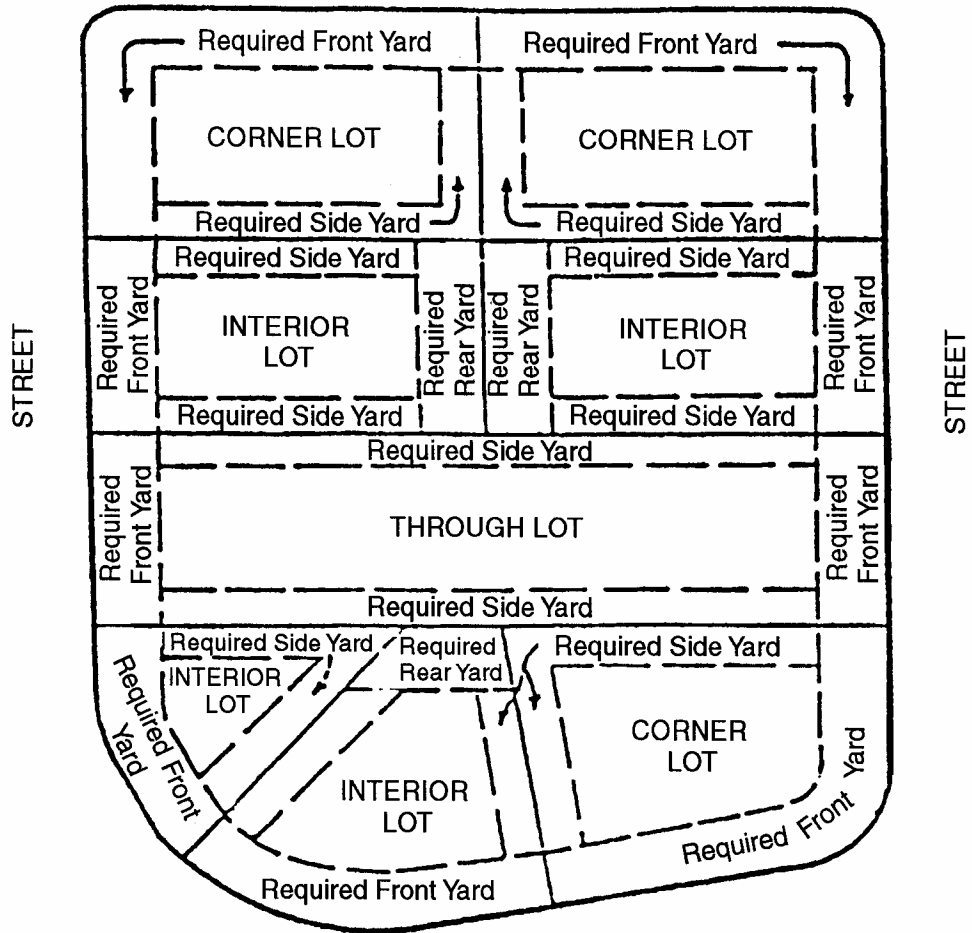 Required Front Yard
Required Front Yard
CORNER LOT
CORNER LOT
Required Side Yard
Required Side Yard
Required Side Yard
Required Side Yard
STREET
Required
Front Yard
INTERIOR
LOT
Required
Rear Yard
Required
Rear Yard
INTERIOR
LOT
Required
Front Yard
STREET
Required Side Yard
Required Side Yard
Required Side Yard
Required
Front Yard
THROUGH LOT
Required
Front Yard
Required Side Yard
Required Side Yard
Required
Rear Yard
Required Side Yard
INTERIOR
LOT
Required Front
Yard
CORNER
LOT
INTERIOR
LOT
Required Front Yard
Required Front Yard